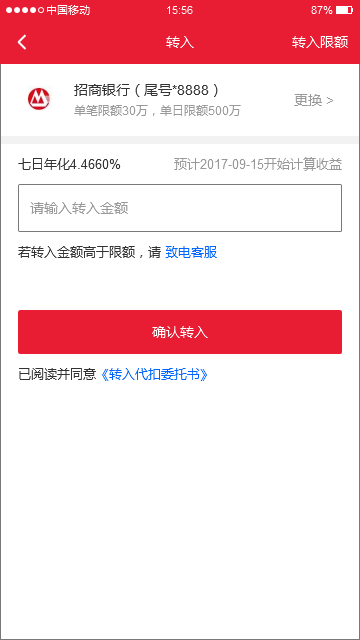 中国移动 15:56 87%
转入 转入限额
招商银行（尾号*8888）
单笔限额30万，单日限额500万
更换 >
七日年化4.4660% 预计2017-09-15开始计算收益
请输入转入金额
若转入金额高于限额，请 致电客服
确认转入
已阅读并同意《转入代扣委托书》